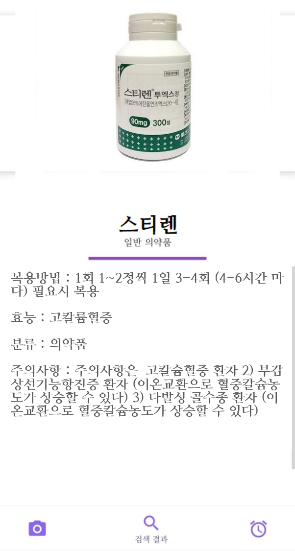 스티렌® 투엑스정
90mg 300정
스티렌
일반 의약품
복용방법 : 1회 1~2정씩 1일 3-4회 (4-6시간 마
다) 필요시 복용
효능 : 고칼륨혈증
분류 : 의약품
주의사항 : 주의사항은 고칼슘혈증 환자 2) 부갑
상선기능항진증 환자 (이온교환으로 혈중칼슘농
도가 상승할 수 있다) 3) 다발성 골수종 환자 (이
온교환으로 혈중칼슘농도가 상승할 수 있다)
검색 결과